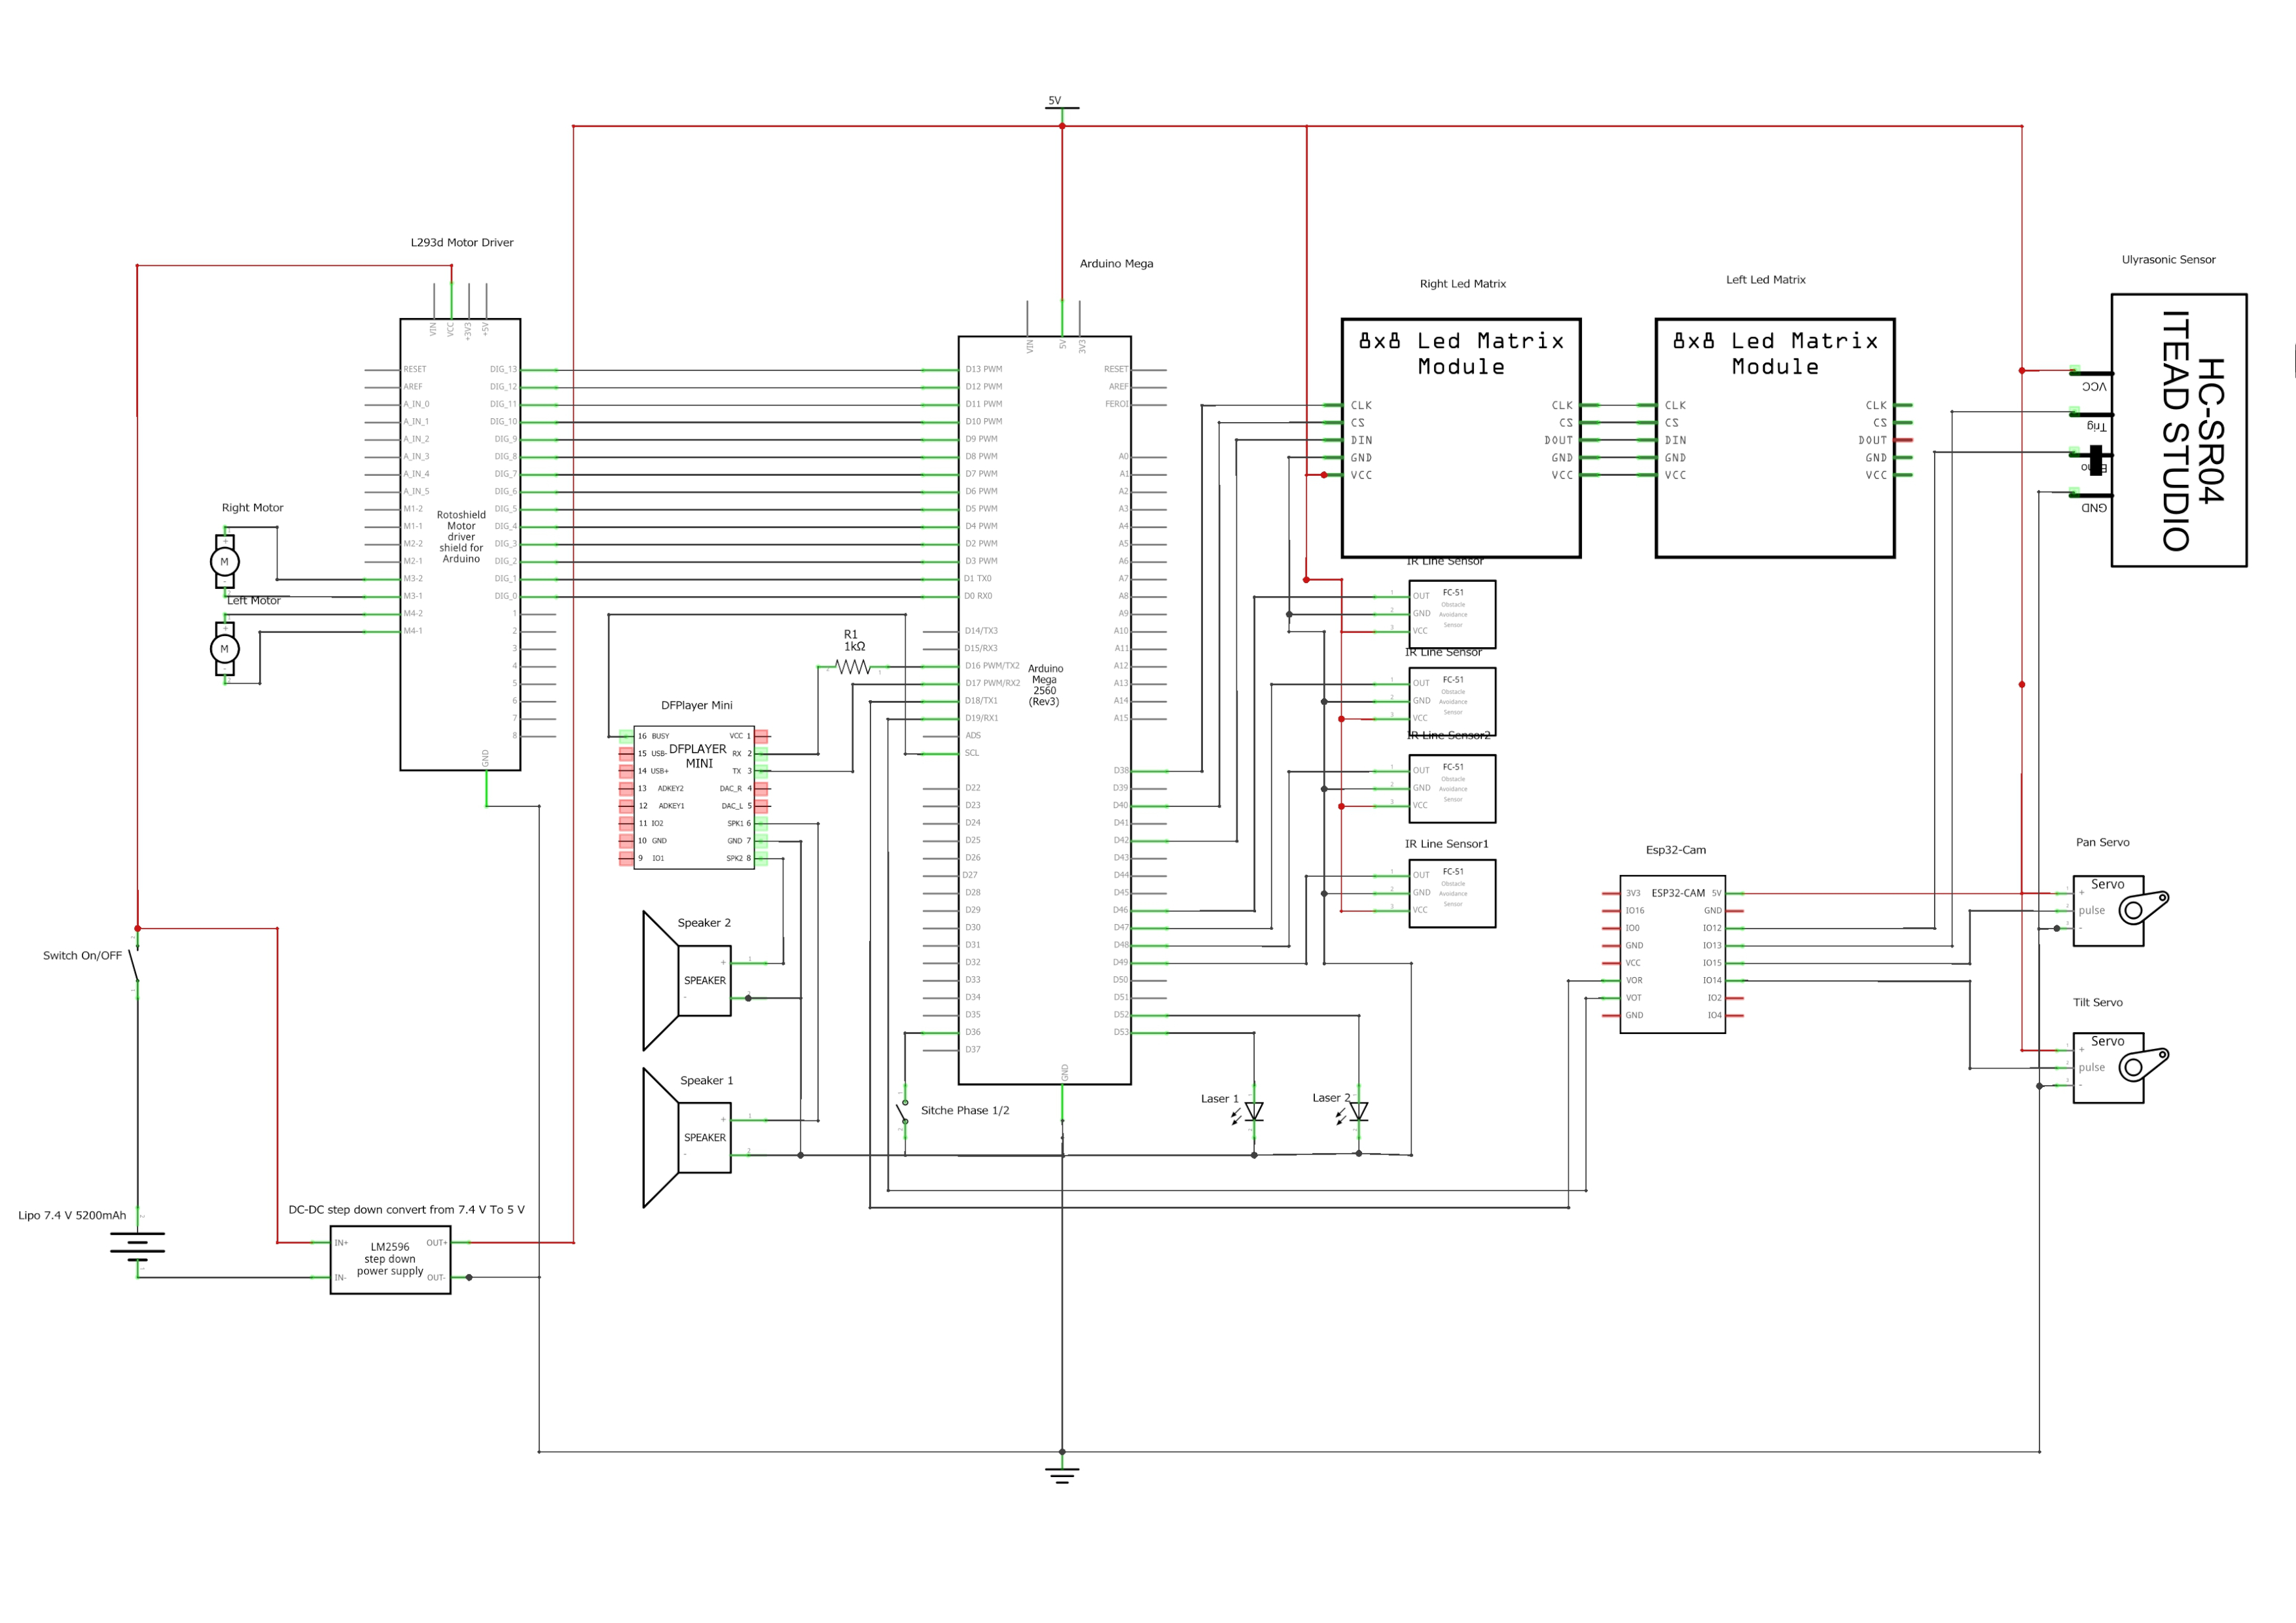 5V
L293d Motor Driver
VIN
VCC
+3V3
+5V
RESET
AREF
A_IN_0
A_IN_1
A_IN_2
A_IN_3
A_IN_4
A_IN_5
M1-2
M1-1
M2-2
M2-1
M3-2
M3-1
M4-2
M4-1
Rotoshield
Motor
driver
shield for
Arduino
DIG_13
DIG_12
DIG_11
DIG_10
DIG_9
DIG_8
DIG_7
DIG_6
DIG_5
DIG_4
DIG_3
DIG_2
DIG_1
DIG_0
1
2
3
4
5
6
7
8
GND
Right Motor
M
Left Motor
M
Switch On/OFF
Lipo 7.4 V 5200mAh
DC-DC step down convert from 7.4 V To 5 V
IN+
IN-
LM2596
step down
power supply
OUT+
OUT-
R1
1kΩ
DFPlayer Mini
DFPLAYER
MINI
16 BUSY
15 USB-
14 USB+
13 ADKEY2
12 ADKEY1
11 IO2
10 GND
9 IO1
VCC 1
RX 2
TX 3
DAC_R 4
DAC_L 5
SPK1 6
GND 7
SPK2 8
Speaker 2
+
SPEAKER
-
Speaker 1
+
SPEAKER
-
Sitche Phase 1/2
Arduino Mega
VIN
5V
3V3
D13 PWM
D12 PWM
D11 PWM
D10 PWM
D9 PWM
D8 PWM
D7 PWM
D6 PWM
D5 PWM
D4 PWM
D2 PWM
D3 PWM
D1 TX0
D0 RX0
D14/TX3
D15/RX3
D16 PWM/TX2
D17 PWM/RX2
D18/TX1
D19/RX1
ADS
SCL
D22
D23
D24
D25
D26
D27
D28
D29
D30
D31
D32
D33
D34
D35
D36
D37
Arduino
Mega
2560
(Rev3)
RESET
AREF
FEROI
A0
A1
A2
A3
A4
A5
A6
A7
A8
A9
A10
A11
A12
A13
A14
A15
D38
D39
D40
D41
D42
D43
D44
D45
D46
D47
D48
D49
D50
D51
D52
D53
GND
Laser 1
Laser 2
Right Led Matrix
8x8 Led Matrix
Module
CLK
CS
DIN
GND
VCC
CLK
CS
DOUT
GND
VCC
Left Led Matrix
8x8 Led Matrix
Module
CLK
CS
DIN
GND
VCC
CLK
CS
DOUT
GND
VCC
IR Line Sensor
1 OUT
2 GND
3 VCC
FC-51
Obstacle
Avoidance
Sensor
IR Line Sensor
1 OUT
2 GND
3 VCC
FC-51
Obstacle
Avoidance
Sensor
IR Line Sensor2
1 OUT
2 GND
3 VCC
FC-51
Obstacle
Avoidance
Sensor
IR Line Sensor1
1 OUT
2 GND
3 VCC
FC-51
Obstacle
Avoidance
Sensor
Esp32-Cam
ESP32-CAM
3V3
IO16
IO0
GND
VCC
VOR
VOT
GND
5V
GND
IO12
IO13
IO15
IO14
IO2
IO4
Ulyrasonic Sensor
VCC
Trig
GND
HC-SR04
ITEAD STUDIO
Pan Servo
Servo
+
pulse
-
Tilt Servo
Servo
+
pulse
-